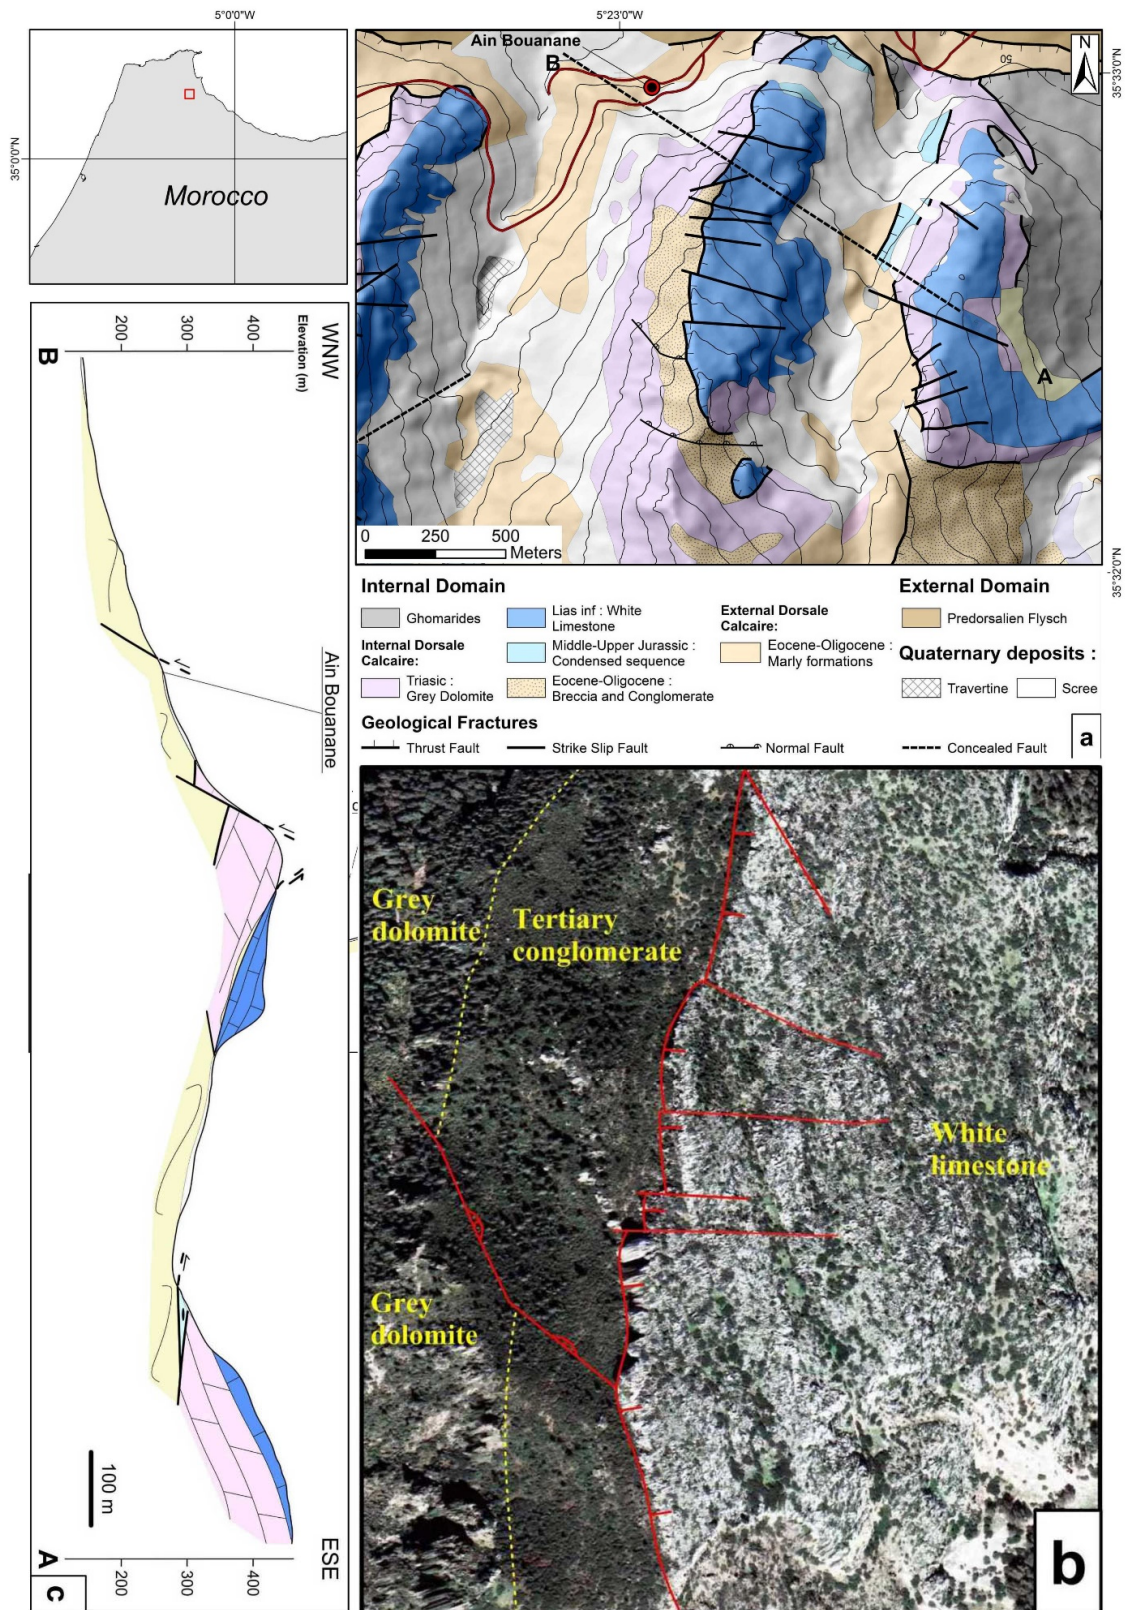 5°0'0"W
35°0'0"N
Morocco
5°23'0"W
Ain Bouanane
B
N
50
35°33'0"N
A
0 250 500
Meters
35°32'0"N
Internal Domain
Ghomarides
Internal Dorsale
Calcaire:
Triasic :
Grey Dolomite
Lias inf : White
Limestone
Middle-Upper Jurassic :
Condensed sequence
Eocene-Oligocene :
Breccia and Conglomerate
External Dorsale
Calcaire:
Eocene-Oligocene :
Marly formations
External Domain
Predorsalien Flysch
Quaternary deposits :
Travertine
Scree
Geological Fractures
Thrust Fault
Strike Slip Fault
Normal Fault
Concealed Fault
a
Grey
dolomite
Tertiary
conglomerate
White
limestone
Grey
dolomite
b
WNW
Elevation (m)
400
300
200
B
Ain Bouanane
100 m
ESE
400
300
200
A
c